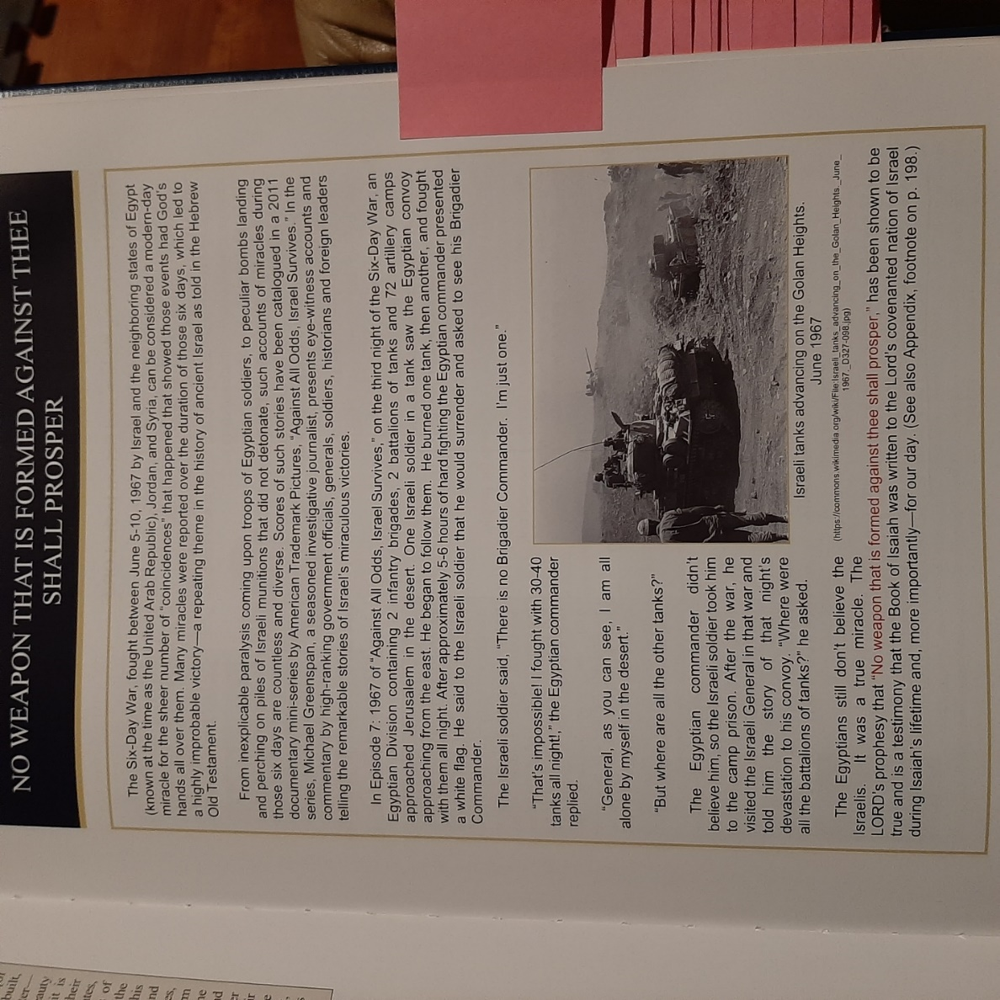 NO WEAPON THAT IS FORMED AGAINST THEE
SHALL PROSPER
The Six-Day War, fought between June 5-10, 1967 by Israel and the neighboring states of Egypt
(known at the time as the United Arab Republic), Jordan, and Syria, can be considered a modern-day
miracle for the sheer number of “coincidences” that happened that showed those events had God's
hands all over them. Many miracles were reported over the duration of those six days, which led to
a highly improbable victory—a repeating theme in the history of ancient Israel as told in the Hebrew
Old Testament.
From inexplicable paralysis coming upon troops of Egyptian soldiers, to peculiar bombs landing
and perching on piles of Israeli munitions that did not detonate, such accounts of miracles during
those six days are countless and diverse. Scores of such stories have been catalogued in a 2011
documentary mini-series by American Trademark Pictures, “Against All Odds, Israel Survives.” In the
series, Michael Greenspan, a seasoned investigative journalist, presents eye-witness accounts and
commentary by high-ranking government officials, generals, soldiers, historians and foreign leaders
telling the remarkable stories of Israel's miraculous victories.
In Episode 7: 1967 of “Against All Odds, Israel Survives,” on the third night of the Six-Day War, an
Egyptian Division containing 2 infantry brigades, 2 battalions of tanks and 72 artillery camps
approached Jerusalem in the desert. One Israeli soldier in a tank saw the Egyptian convoy
approaching from the east. He began to follow them. He burned one tank, then another, and fought
with them all night. After approximately 5-6 hours of hard fighting the Egyptian commander presented
a white flag. He said to the Israeli soldier that he would surrender and asked to see his Brigadier
Commander.
The Israeli soldier said, “There is no Brigadier Commander. I'm just one.”
“That's impossible! I fought with 30-40
tanks all night!,” the Egyptian commander
replied.
“General, as you can see, I am all
alone by myself in the desert.”
“But where are all the other tanks?”
The Egyptian commander didn't
believe him, so the Israeli soldier took him
to the camp prison. After the war, he
visited the Israeli General in that war and
told him the story of that night's
devastation to his convoy. “Where were
all the battalions of tanks?” he asked.
Israeli tanks advancing on the Golan Heights.
June 1967
(https://commons.wikimedia.org/wiki/File:Israeli_tanks_advancing_on_the_Golan_Heights._June_
1967._D327-098.jpg)
The Egyptians still don't believe the
Israelis. It was a true miracle. The
LORD's prophesy that “No weapon that is formed against thee shall prosper,” has been shown to be
true and is a testimony that the Book of Isaiah was written to the Lord's covenanted nation of Israel
during Isaiah's lifetime and, more importantly—for our day. (See also Appendix, footnote on p. 198.)